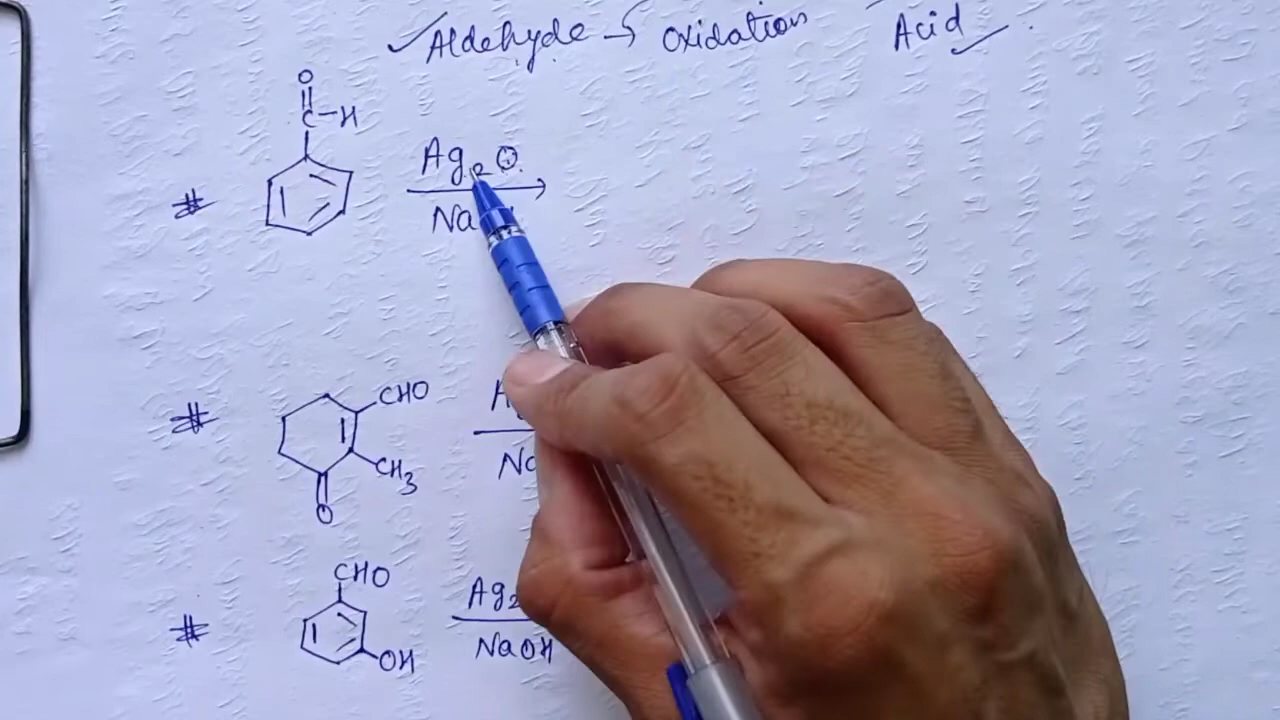 Aldehyde → Oxidation Acid
O
C-H
# Ag2O
Na
# CHO
CH3
O
CHO
# Ag2
NaOH
OH